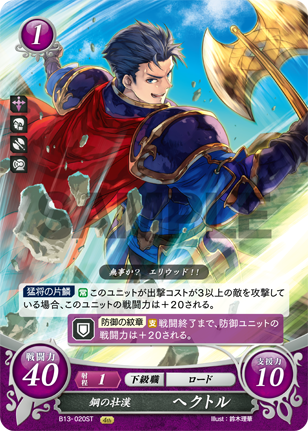 1
SAMPLE
無事か? エリウッド!!
猛将の片鱗 常 このユニットが出撃コストが3以上の敵を攻撃して
いる場合、このユニットの戦闘力は+20される。
防御の紋章 支 戦闘終了まで、防御ユニットの
戦闘力は+20される。
戦闘力
40
射程 1 下級職 ロード
支援力
10
鋼の壮漢 ヘクトル
B13-020ST
Illust:鈴木理華